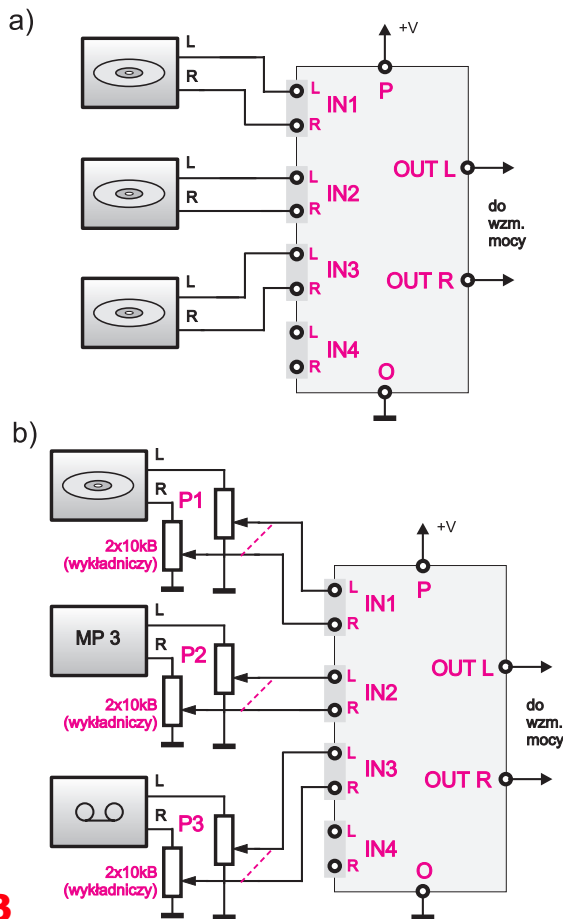 a)
L
R
L
R
L
R
L
R
IN1
L
R
IN2
L
R
IN3
L
R
IN4
+V
P
OUT L
do
wzm.
mocy
OUT R
O
b)
L
R
P1
2x10kB
(wykładniczy)
MP 3
L
R
P2
2x10kB
(wykładniczy)
L
R
P3
2x10kB
(wykładniczy)
L
R
IN1
L
R
IN2
L
R
IN3
L
R
IN4
+V
P
OUT L
do
wzm.
mocy
OUT R
O
3